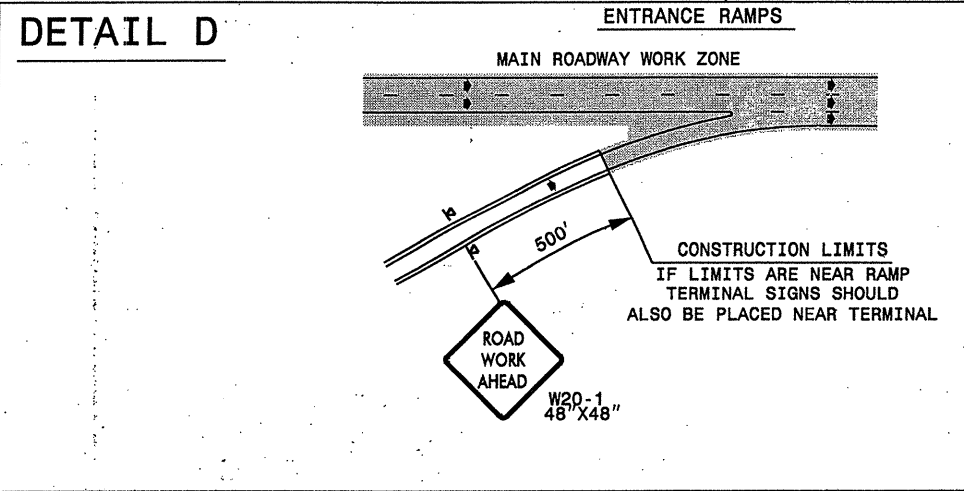 DETAIL D
ENTRANCE RAMPS
MAIN ROADWAY WORK ZONE
500'
CONSTRUCTION LIMITS
IF LIMITS ARE NEAR RAMP
TERMINAL SIGNS SHOULD
ALSO BE PLACED NEAR TERMINAL
ROAD
WORK
AHEAD
W20-1
48"X48"